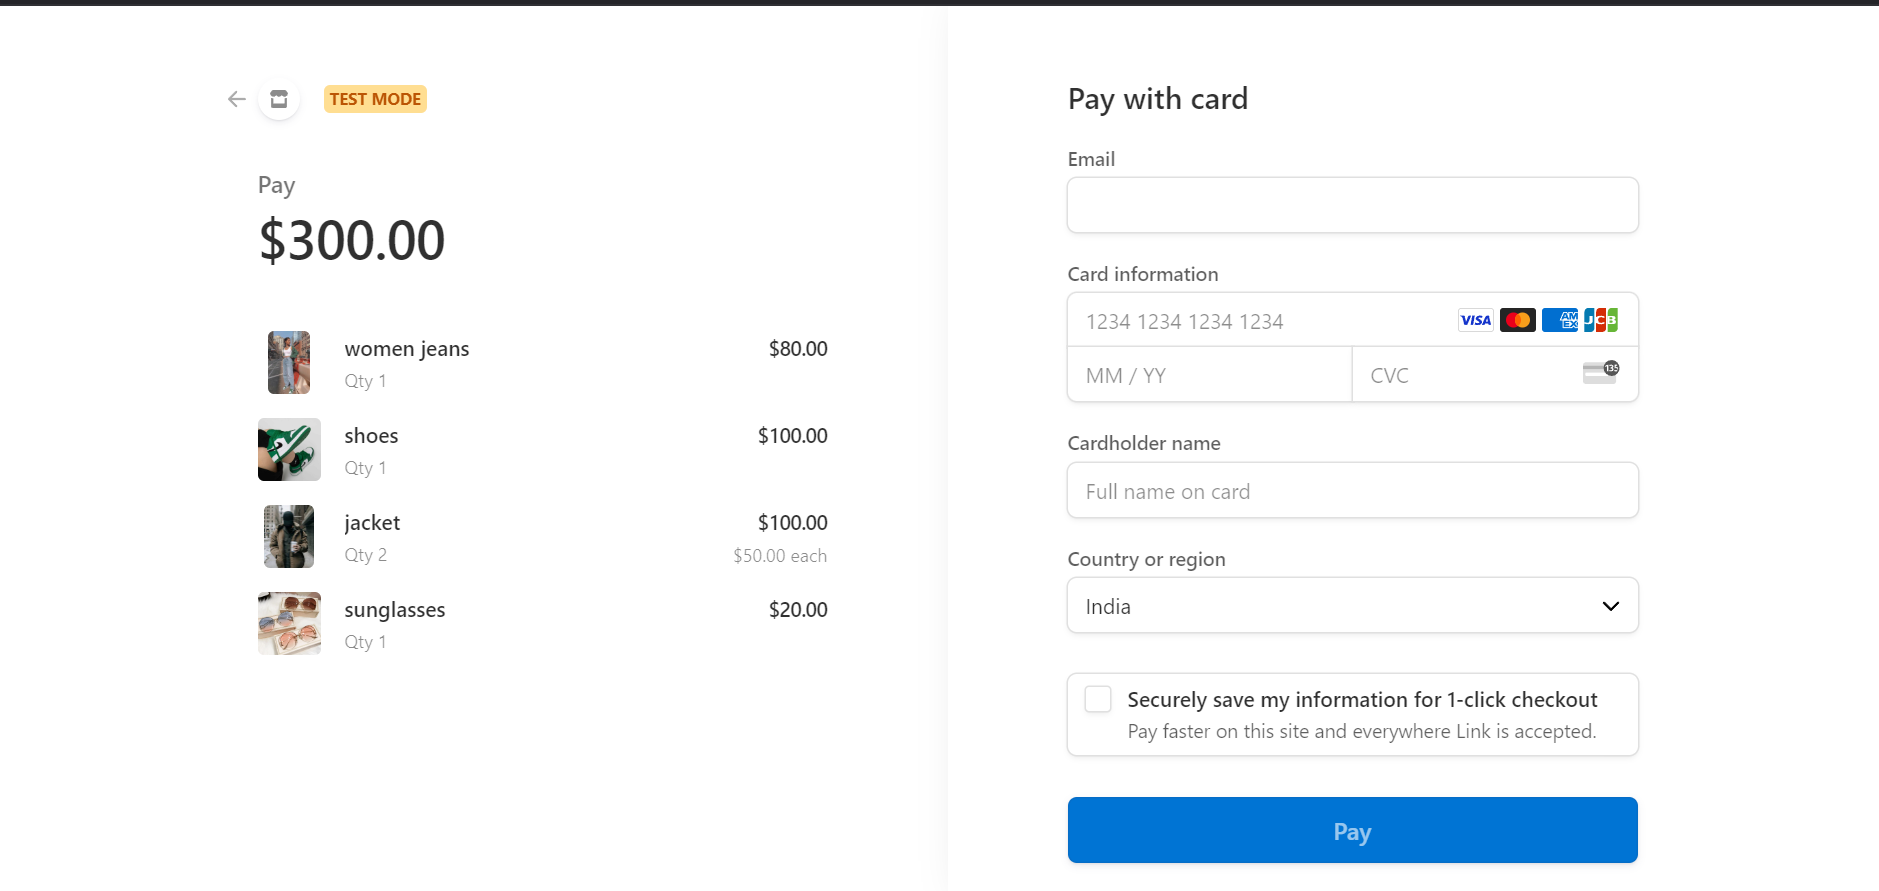 TEST MODE
Pay
$300.00
women jeans
$80.00
Qty 1
shoes
$100.00
Qty 1
jacket
$100.00
Qty 2
$50.00 each
sunglasses
$20.00
Qty 1
Pay with card
Email
Card information
1234 1234 1234 1234
VISA
AM
EX
JCB
MM / YY
CVC
135
Cardholder name
Full name on card
Country or region
India
Securely save my information for 1-click checkout
Pay faster on this site and everywhere Link is accepted.
Pay